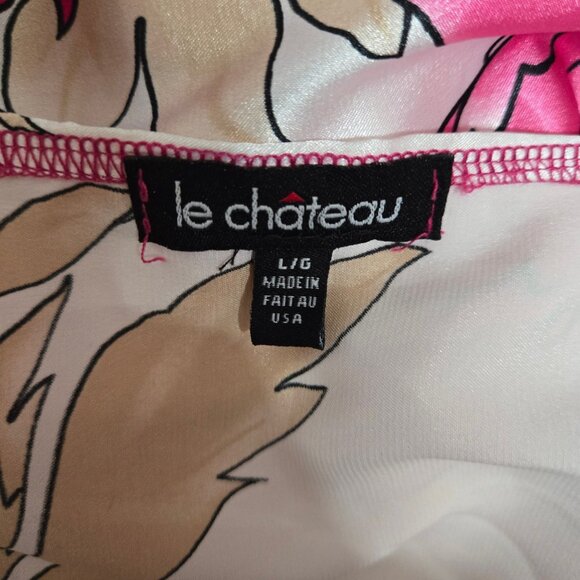 le château
L/G
MADE IN
FAIT AU
USA